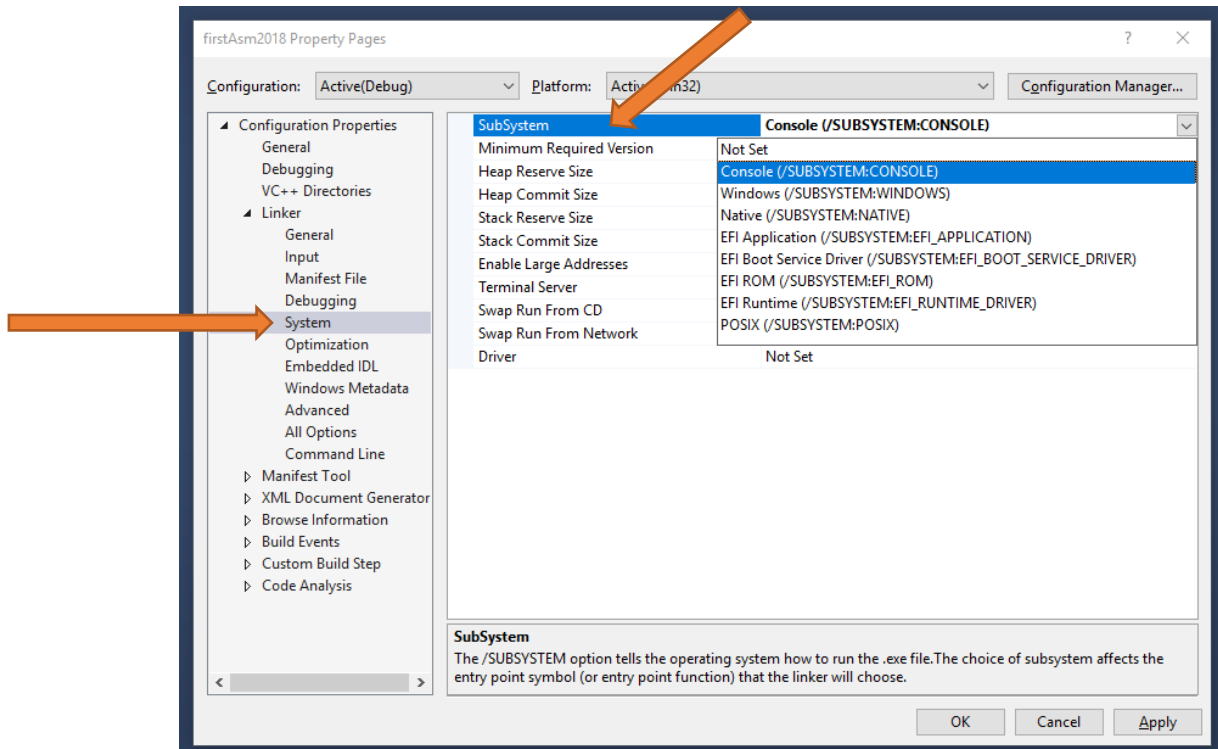 firstAsm2018 Property Pages
?
Configuration: Active(Debug) Platform: Configuration Manager...
Configuration Properties
General
Debugging
VC++ Directories
Linker
General
Input
Manifest File
Debugging
System
Optimization
Embedded IDL
Windows Metadata
Advanced
All Options
Command Line
Manifest Tool
XML Document Generator
Browse Information
Build Events
Custom Build Step
Code Analysis
SubSystem Console (/SUBSYSTEM:CONSOLE)
Minimum Required Version
Heap Reserve Size
Heap Commit Size
Stack Reserve Size
Stack Commit Size
Enable Large Addresses
Terminal Server
Swap Run From CD
Swap Run From Network
Driver Not Set
Not Set
Console (/SUBSYSTEM:CONSOLE)
Windows (/SUBSYSTEM:WINDOWS)
Native (/SUBSYSTEM:NATIVE)
EFI Application (/SUBSYSTEM:EFI_APPLICATION)
EFI Boot Service Driver (/SUBSYSTEM:EFI_BOOT_SERVICE_DRIVER)
EFI ROM (/SUBSYSTEM:EFI_ROM)
EFI Runtime (/SUBSYSTEM:EFI_RUNTIME_DRIVER)
POSIX (/SUBSYSTEM:POSIX)
SubSystem
The /SUBSYSTEM option tells the operating system how to run the .exe file.The choice of subsystem affects the
entry point symbol (or entry point function) that the linker will choose.
OK Cancel Apply